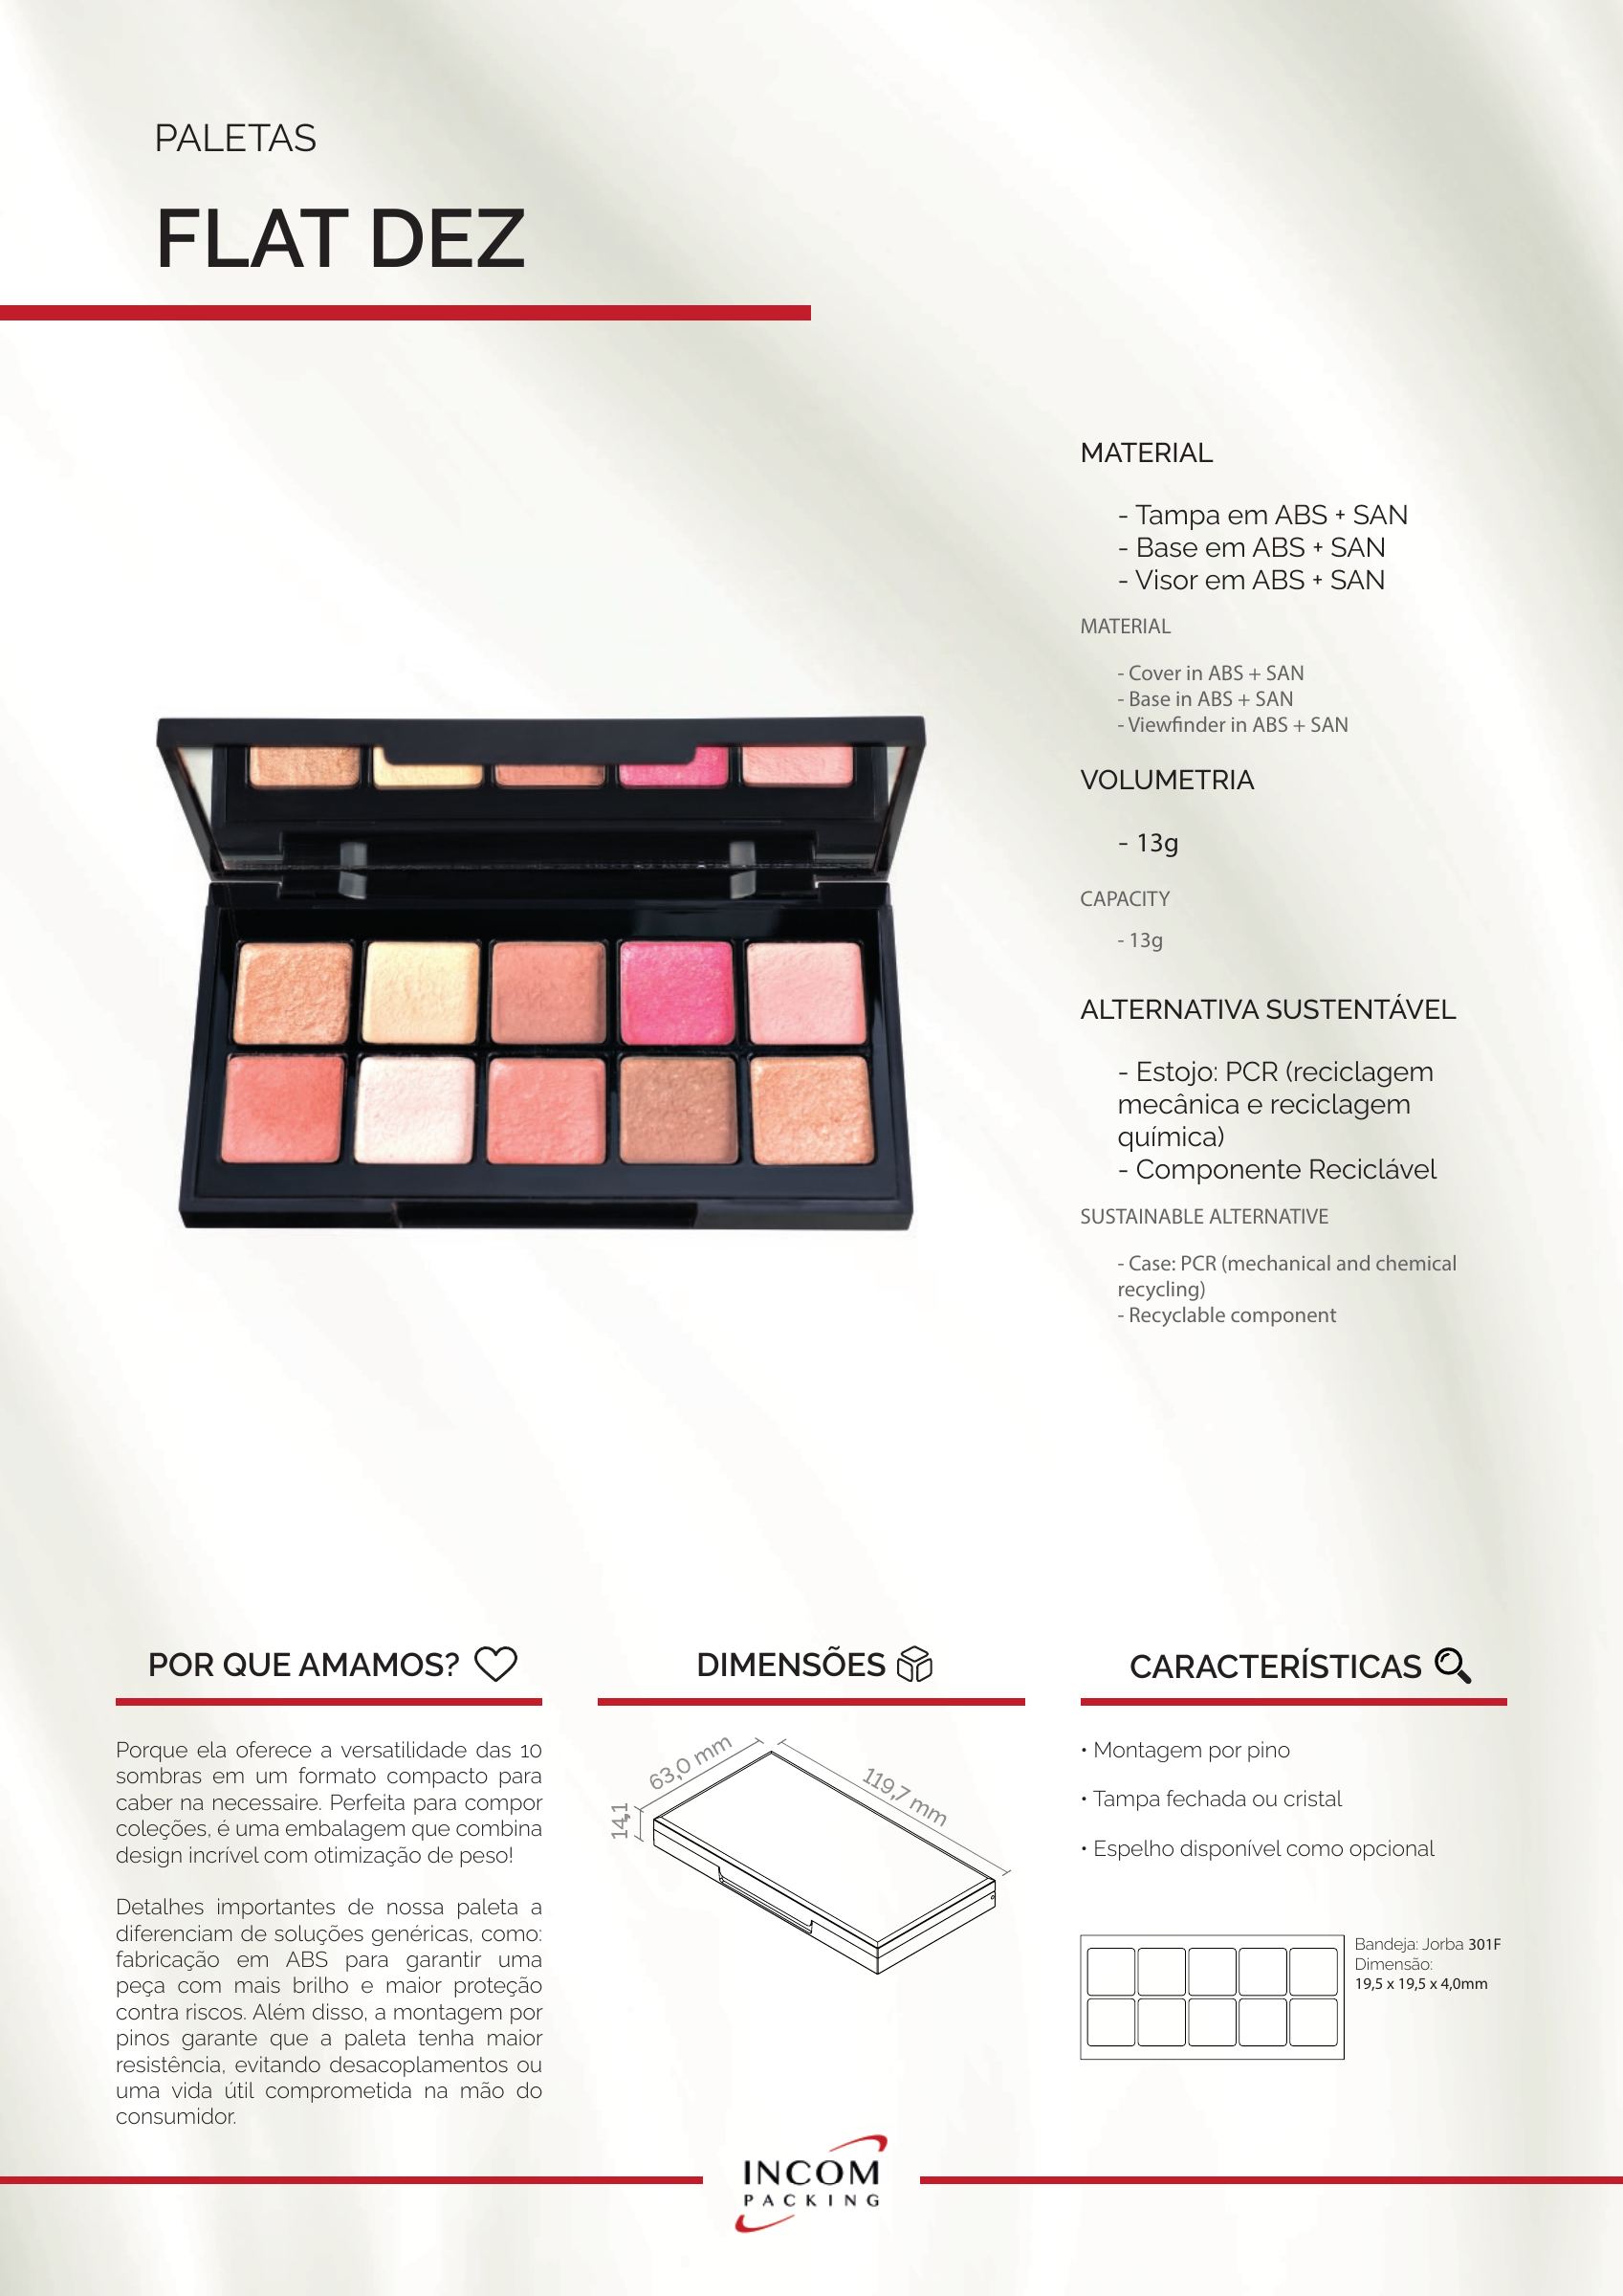 PALETAS
FLAT DEZ
MATERIAL
- Tampa em ABS + SAN
- Base em ABS + SAN
- Visor em ABS + SAN
MATERIAL
- Cover in ABS + SAN
- Base in ABS + SAN
- Viewfinder in ABS + SAN
VOLUMETRIA
- 13g
CAPACITY
- 13g
ALTERNATIVA SUSTENTÁVEL
- Estojo: PCR (reciclagem
mecânica e reciclagem
química)
- Componente Reciclável
SUSTAINABLE ALTERNATIVE
- Case: PCR (mechanical and chemical
recycling)
- Recyclable component
POR QUE AMAMOS?
Porque ela oferece a versatilidade das 10
sombras em um formato compacto para
caber na necessaire. Perfeita para compor
coleções, é uma embalagem que combina
design incrível com otimização de peso!
Detalhes importantes de nossa paleta a
diferenciam de soluções genéricas, como:
fabricação em ABS para garantir uma
peça com mais brilho e maior proteção
contra riscos. Além disso, a montagem por
pinos garante que a paleta tenha maior
resistência, evitando desacoplamentos ou
uma vida útil comprometida na mão do
consumidor.
DIMENSÕES
63,0 mm
119,7 mm
14,1
CARACTERÍSTICAS
• Montagem por pino
• Tampa fechada ou cristal
• Espelho disponível como opcional
Bandeja: Jorba 301F
Dimensão:
19,5 x 19,5 x 4,0mm
INCOM
PACKING